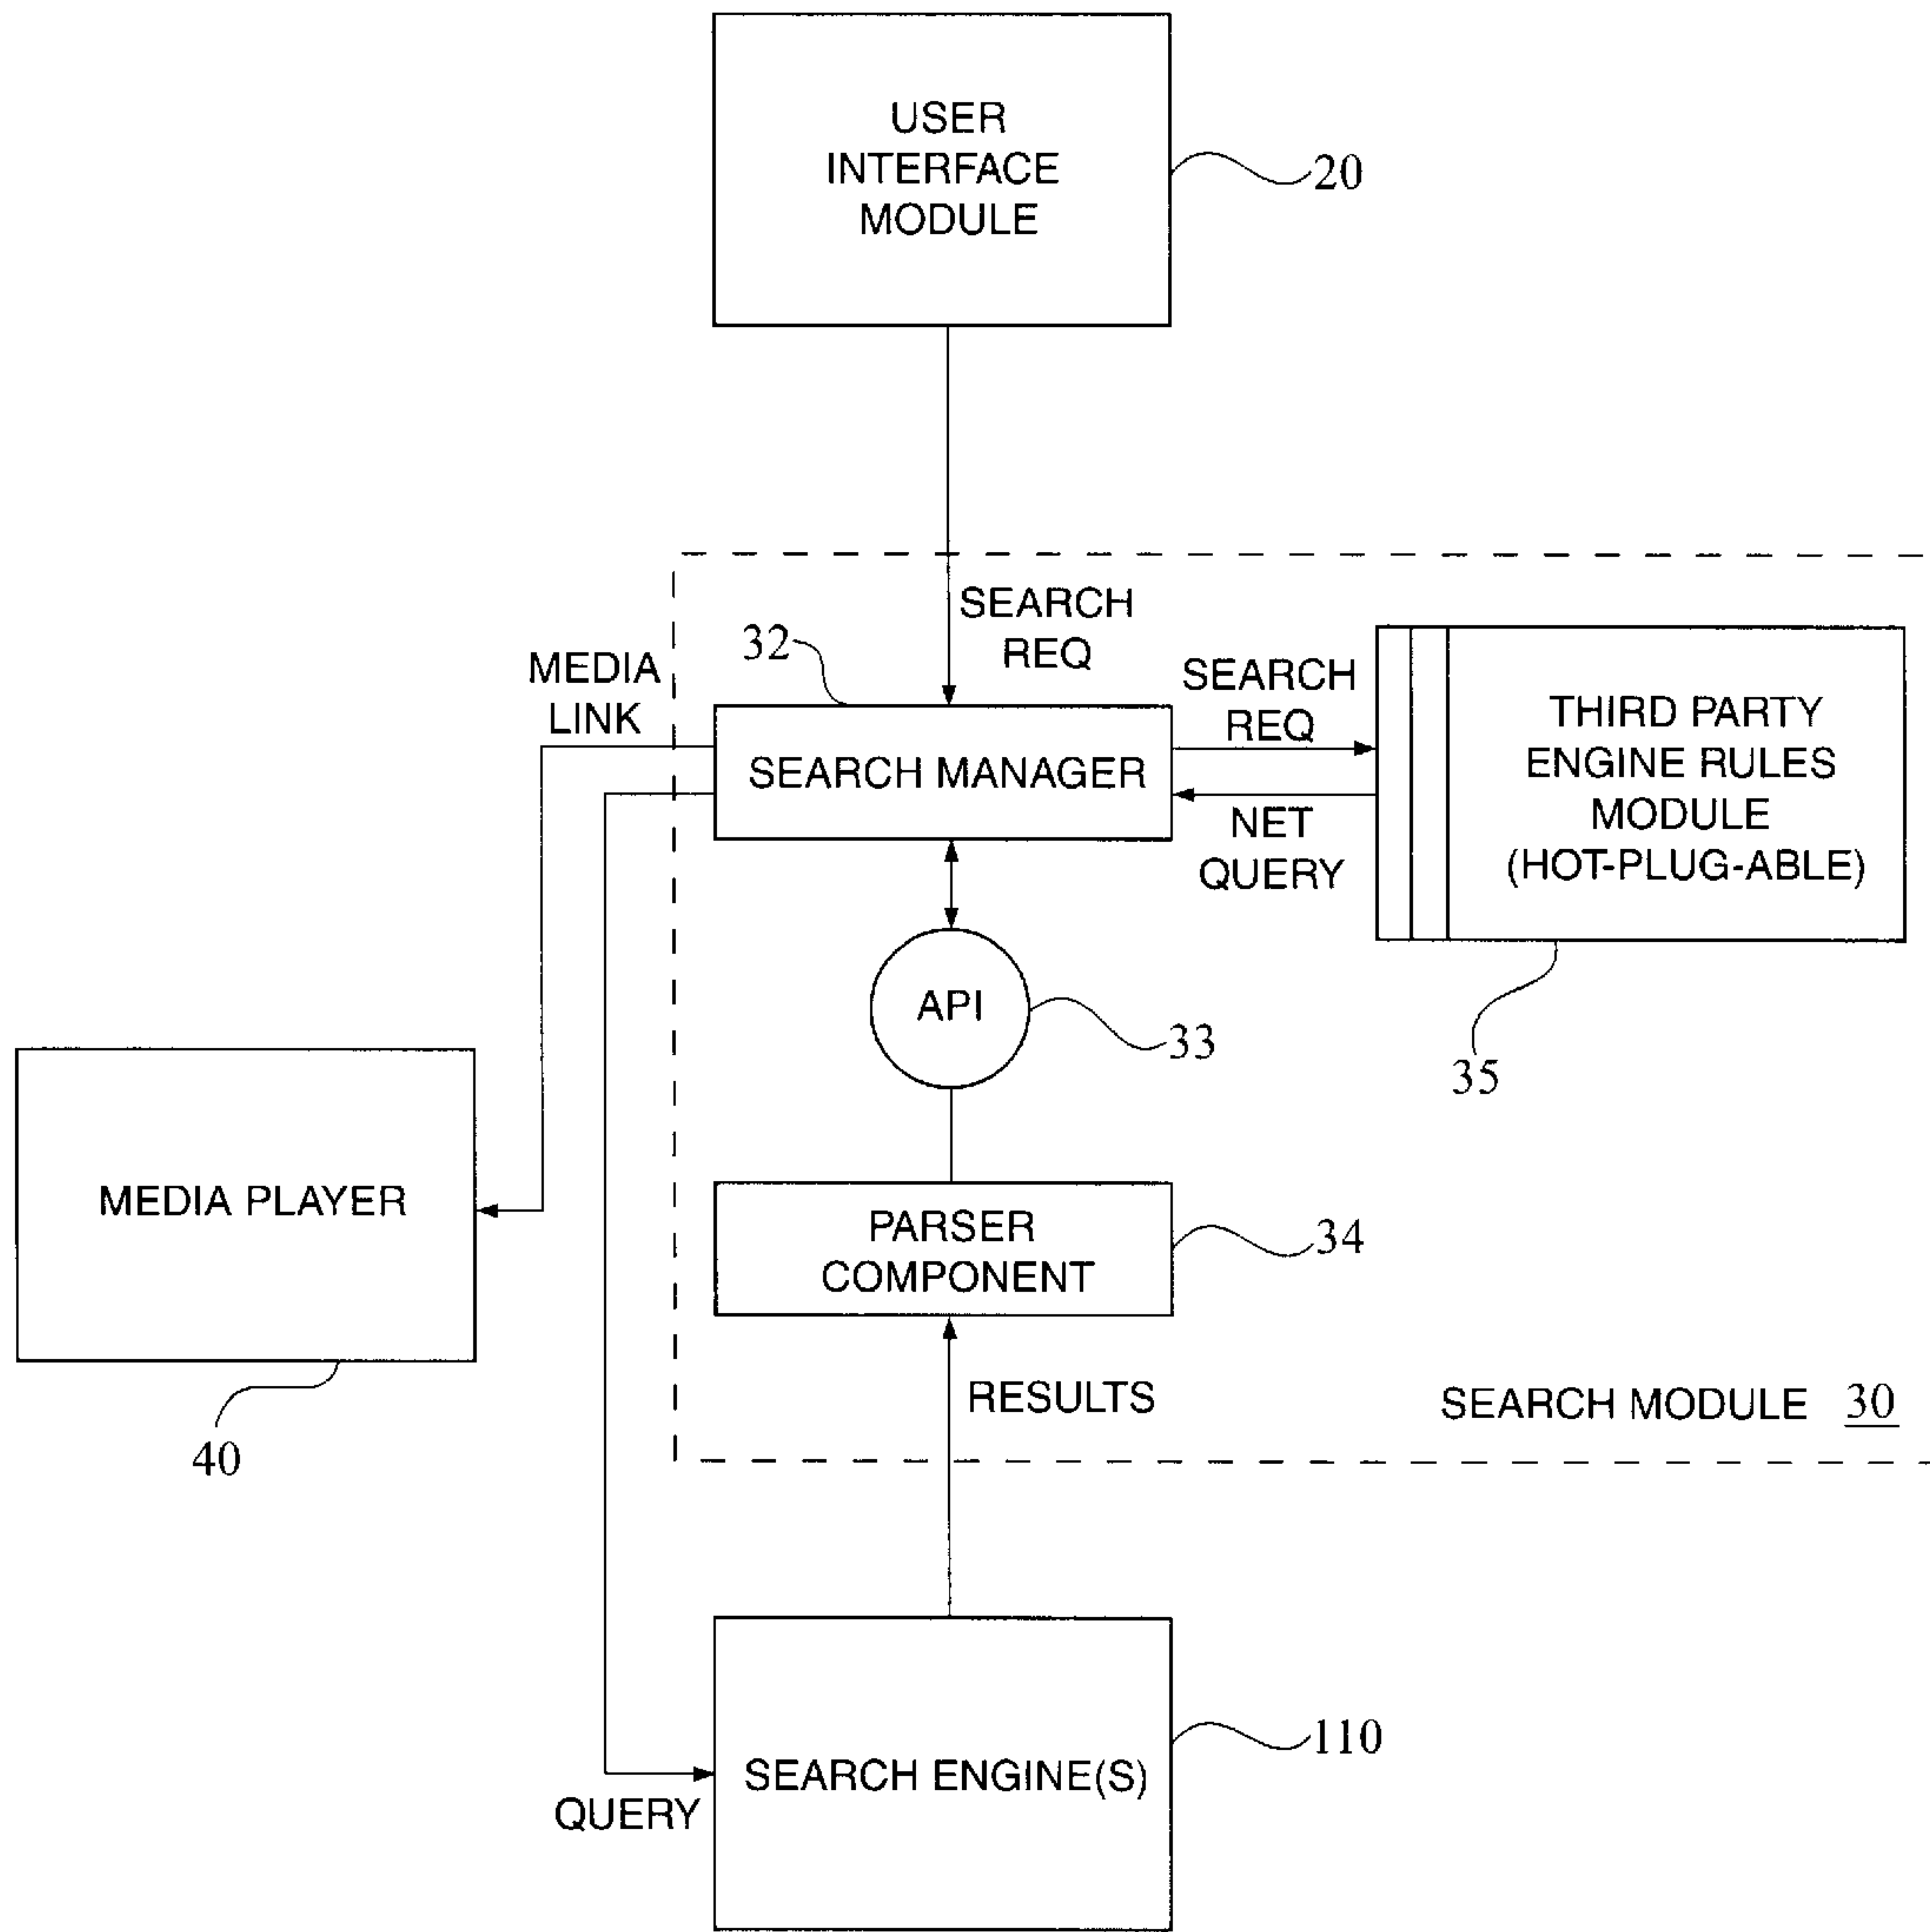 USER
INTERFACE
MODULE
20
SEARCH
REQ
32
MEDIA
LINK
SEARCH
REQ
SEARCH MANAGER
THIRD PARTY
ENGINE RULES
MODULE
(HOT-PLUG-ABLE)
NET
QUERY
API
33
35
MEDIA PLAYER
PARSER
COMPONENT
34
40
RESULTS
SEARCH MODULE 30
110
SEARCH ENGINE(S)
QUERY